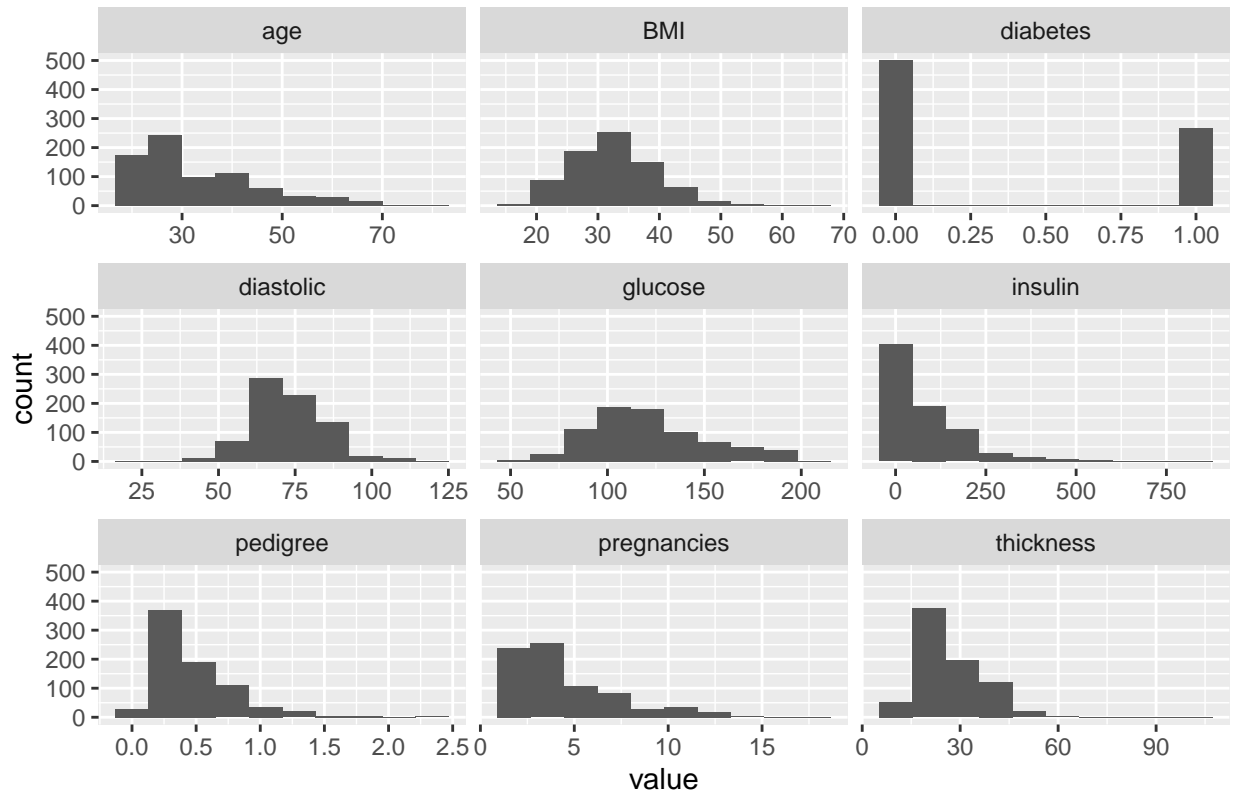 age BMI diabetes
500
400
300
200
100
0
30 50 70 20 30 40 50 60 70 0.00 0.25 0.50 0.75 1.00
diastolic glucose insulin
500
400
300
200
100
0
25 50 75 100 125 50 100 150 200 0 250 500 750
count
pedigree pregnancies thickness
500
400
300
200
100
0
0.0 0.5 1.0 1.5 2.0 2.5 0 5 10 15 0 30 60 90
value